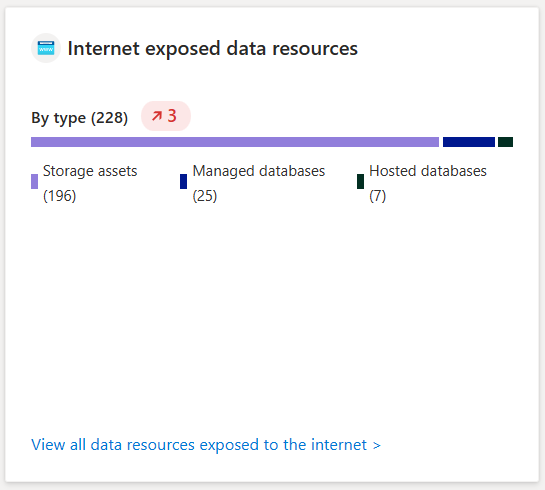 www
Internet exposed data resources
By type (228) ↗ 3
Storage assets
(196)
Managed databases
(25)
Hosted databases
(7)
View all data resources exposed to the internet >